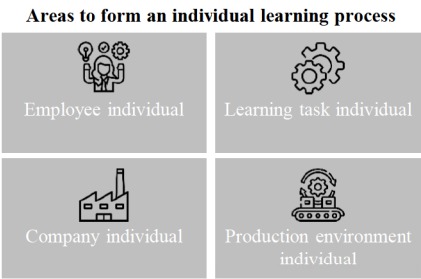 Areas to form an individual learning process
Employee individual
Learning task individual
Company individual
Production environment
individual